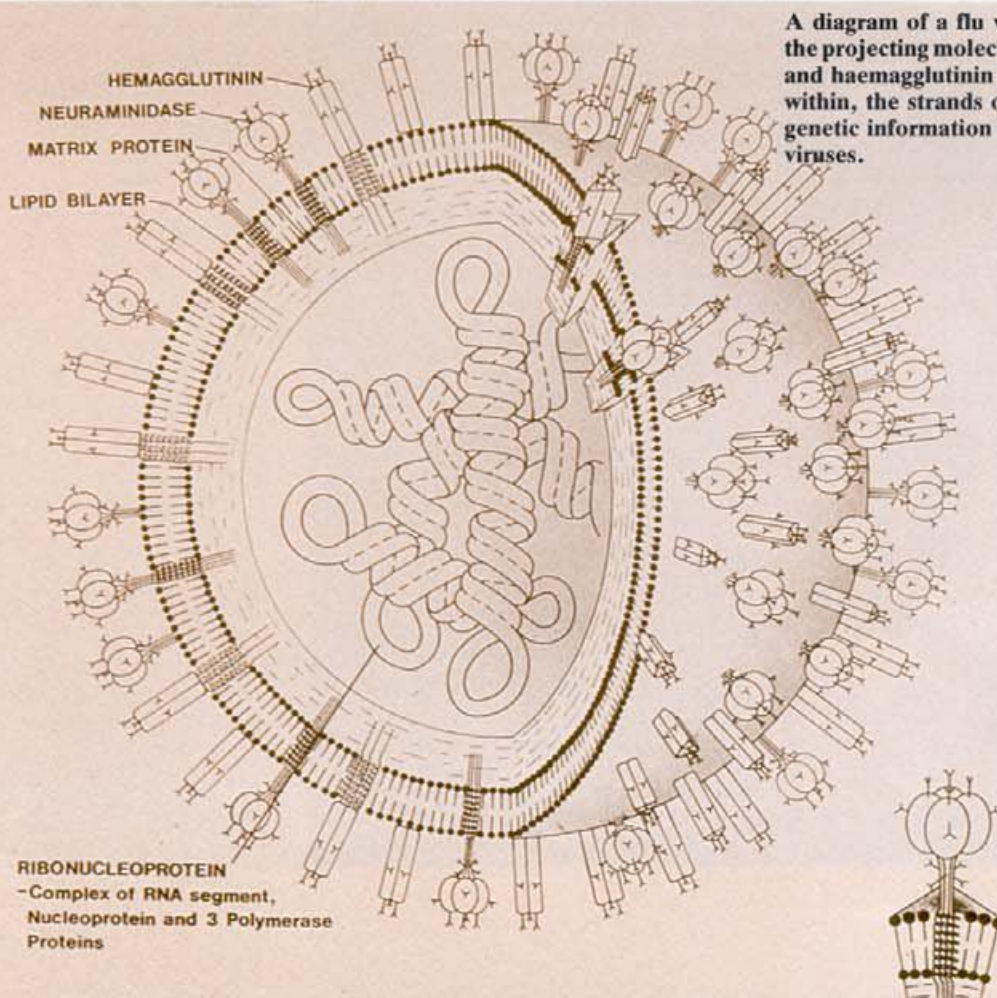 A diagram of a flu
the projecting molec
and haemagglutinin
within, the strands
genetic information
viruses.
HEMAGGLUTININ
NEURAMINIDASE
MATRIX PROTEIN
LIPID BILAYER
RIBONUCLEOPROTEIN
-Complex of RNA segment,
Nucleoprotein and 3 Polymerase
Proteins